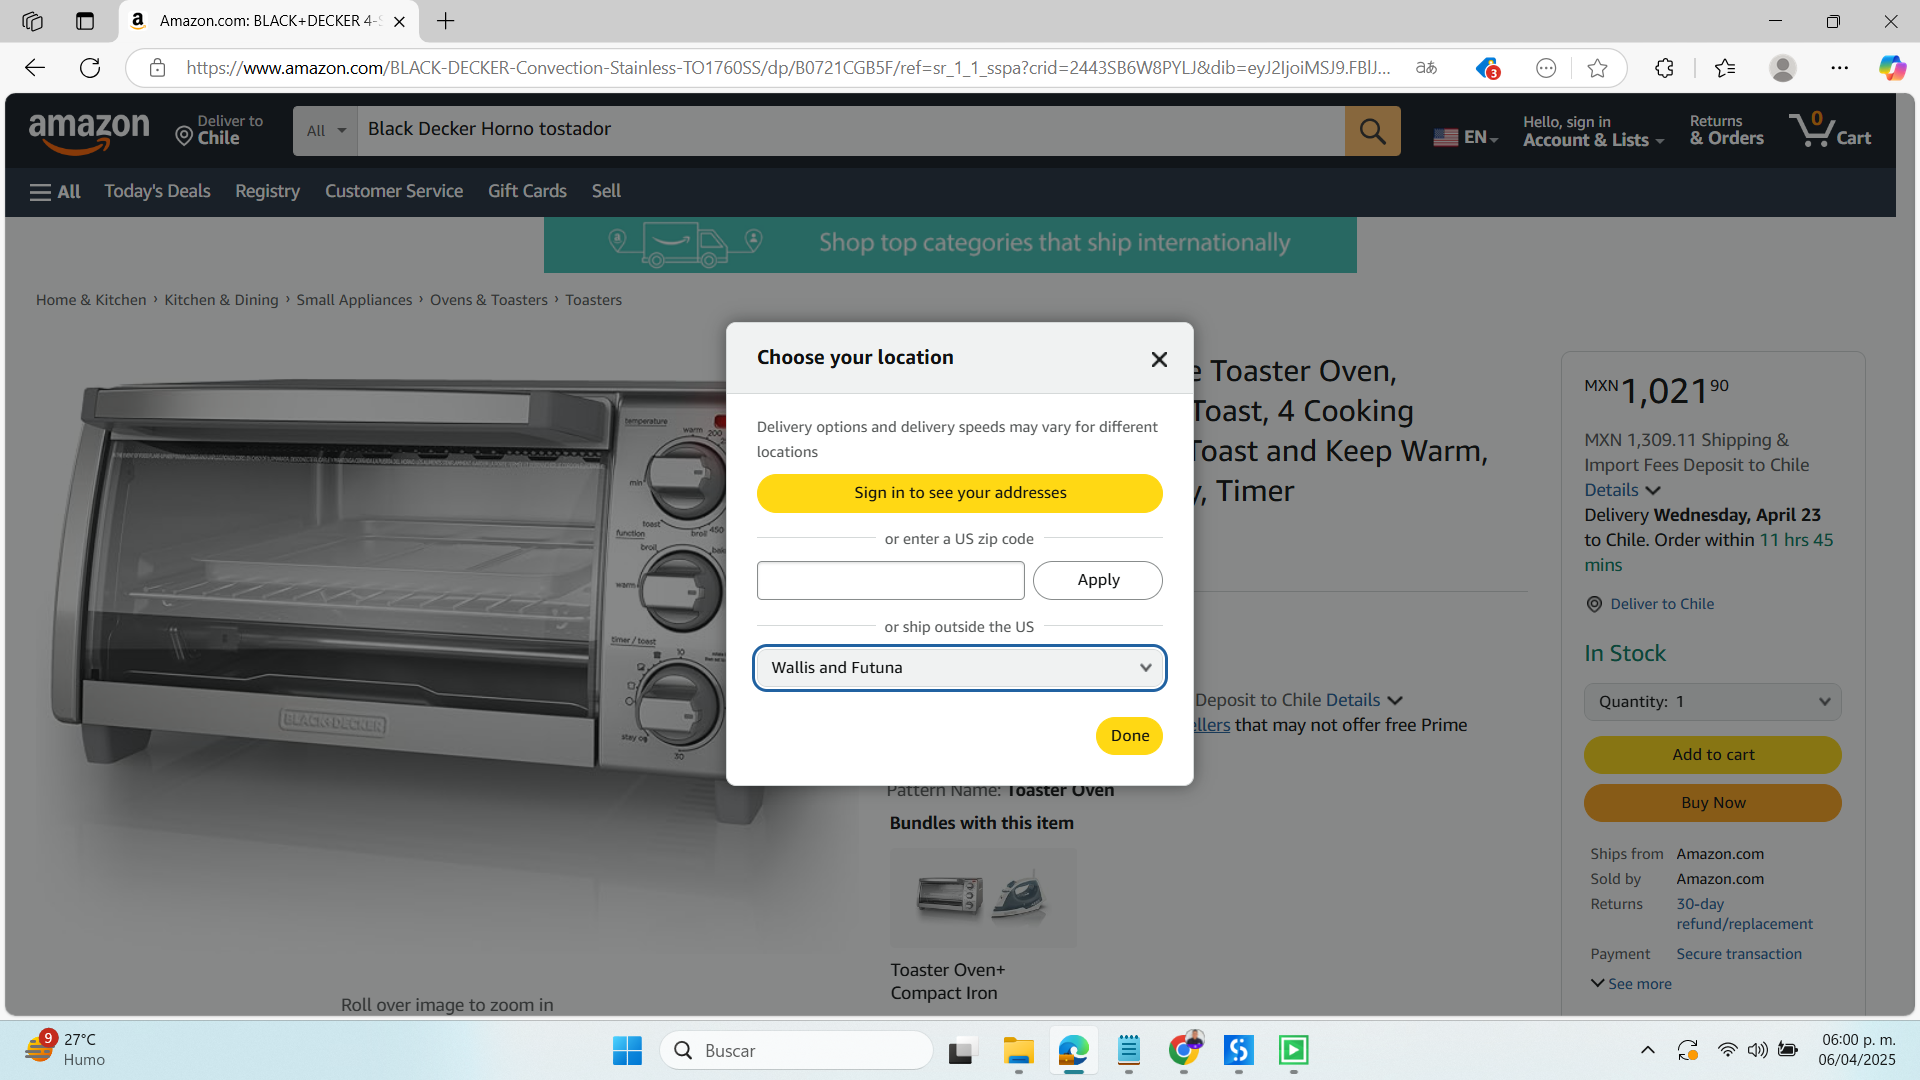 Amazon.com: BLACK+DECKER 4-S
https://www.amazon.com/BLACK-DECKER-Convection-Stainless-TO1760SS/dp/B0721CGB5F/ref=sr_1_1_sspa?crid=2443SB6W8PYLJ&dib=eyJ2IjoiMSJ9.FBlJ...
3
amazon
Deliver to
Chile
All
Black Decker Horno tostador
EN
Hello, sign in
Account & Lists
Returns
& Orders
0
Cart
All
Today's Deals
Registry
Customer Service
Gift Cards
Sell
Shop top categories that ship internationally
Home & Kitchen › Kitchen & Dining › Small Appliances › Ovens & Toasters › Toasters
Choose your location
Delivery options and delivery speeds may vary for different
locations
Sign in to see your addresses
or enter a US zip code
Apply
or ship outside the US
Wallis and Futuna
Done
e Toaster Oven,
Toast, 4 Cooking
Toast and Keep Warm,
y, Timer
Deposit to Chile Details
ellers that may not offer free Prime
Pattern Name: Toaster Oven
Bundles with this item
Toaster Oven+
Compact Iron
temperature
warm
200
min
450
toast
broil
function
broil
bake
warm
timer / toast
10
stay on
30
BLACK+DECKER
Roll over image to zoom in
MXN1,02190
MXN 1,309.11 Shipping &
Import Fees Deposit to Chile
Details
Delivery Wednesday, April 23
to Chile. Order within 11 hrs 45
mins
Deliver to Chile
In Stock
Quantity: 1
Add to cart
Buy Now
Ships from Amazon.com
Sold by Amazon.com
Returns 30-day
refund/replacement
Payment Secure transaction
See more
9
27°C
Humo
Buscar
06:00 p. m.
06/04/2025